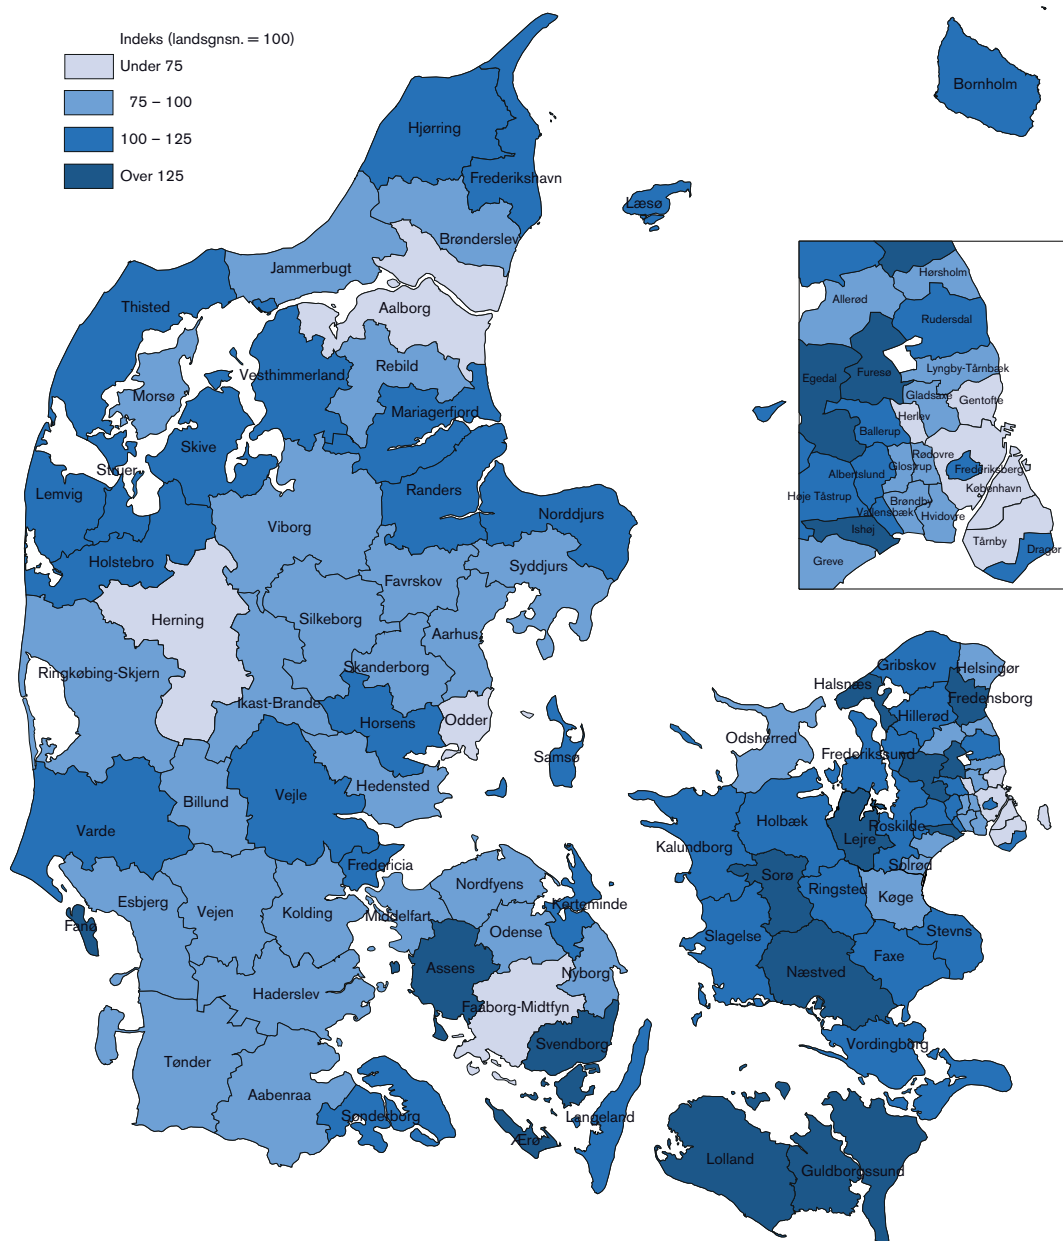 Indeks (landsgnsn. = 100)
Under 75
75 – 100
100 – 125
Over 125
Bornholm
Hjørring
Frederikshavn
Læsø
Brønderslev
Jammerbugt
Thisted
Aalborg
Rebild
Vesthimmerland
Morsø
Mariagerfjord
Skive
Struer
Lemvig
Randers
Norddjurs
Viborg
Holstebro
Favrskov
Syddjurs
Herning
Silkeborg
Aarhus
Ringkøbing-Skjern
Skanderborg
Ikast-Brande
Horsens
Odder
Samsø
Hedensted
Billund
Vejle
Varde
Fredericia
Esbjerg
Vejen
Kolding
Fanø
Middelfart
Nordfyens
Kerteminde
Odense
Assens
Nyborg
Haderslev
Faaborg-Midtfyn
Svendborg
Tønder
Aabenraa
Sønderborg
Ærø
Langeland
Hørsholm
Allerød
Rudersdal
Lyngby-Tårnbæk
Furesø
Egedal
Gladsaxe
Gentofte
Herlev
Ballerup
Rødovre
Glostrup
Frederiksberg
Albertslund
København
Høje Tåstrup
Brøndby
Vallensbæk
Hvidovre
Ishøj
Tårnby
Dragør
Greve
Gribskov
Helsingør
Halsnæs
Fredensborg
Hillerød
Odsherred
Frederikssund
Holbæk
Roskilde
Kalundborg
Lejre
Solrød
Sorø
Ringsted
Køge
Slagelse
Stevns
Faxe
Næstved
Vordingborg
Lolland
Guldborgssund